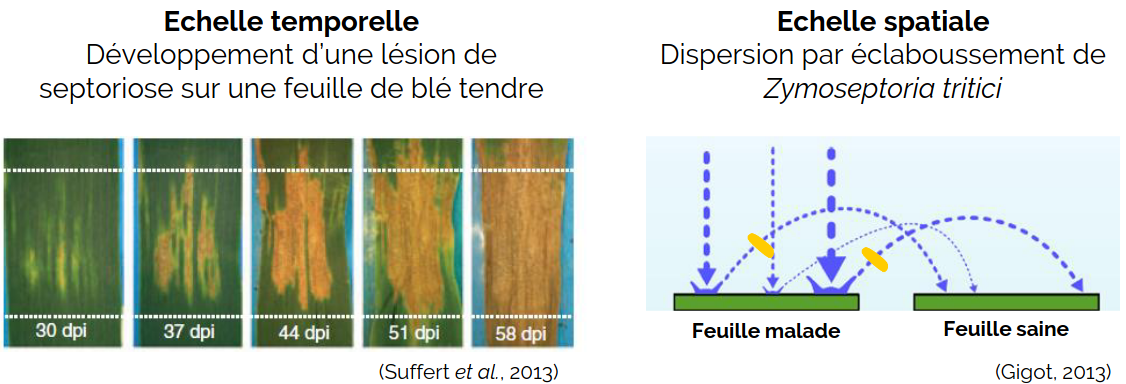 Echelle temporelle
Développement d'une lésion de
septoriose sur une feuille de blé tendre
30 dpi
37 dpi
44 dpi
51 dpi
58 dpi
(Suffert et al., 2013)
Echelle spatiale
Dispersion par éclaboussement de
Zymoseptoria tritici
Feuille malade
Feuille saine
(Gigot, 2013)